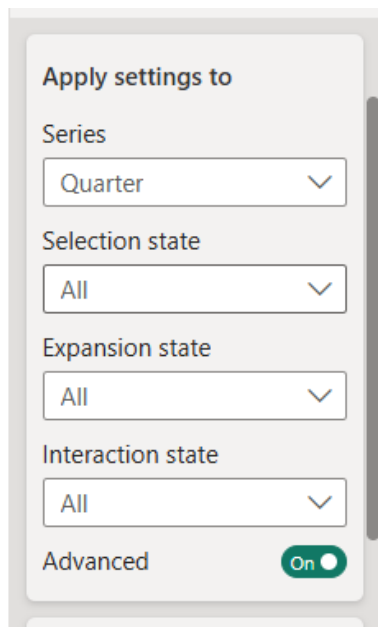 Apply settings to
Series
Quarter
Selection state
All
Expansion state
All
Interaction state
All
Advanced
On